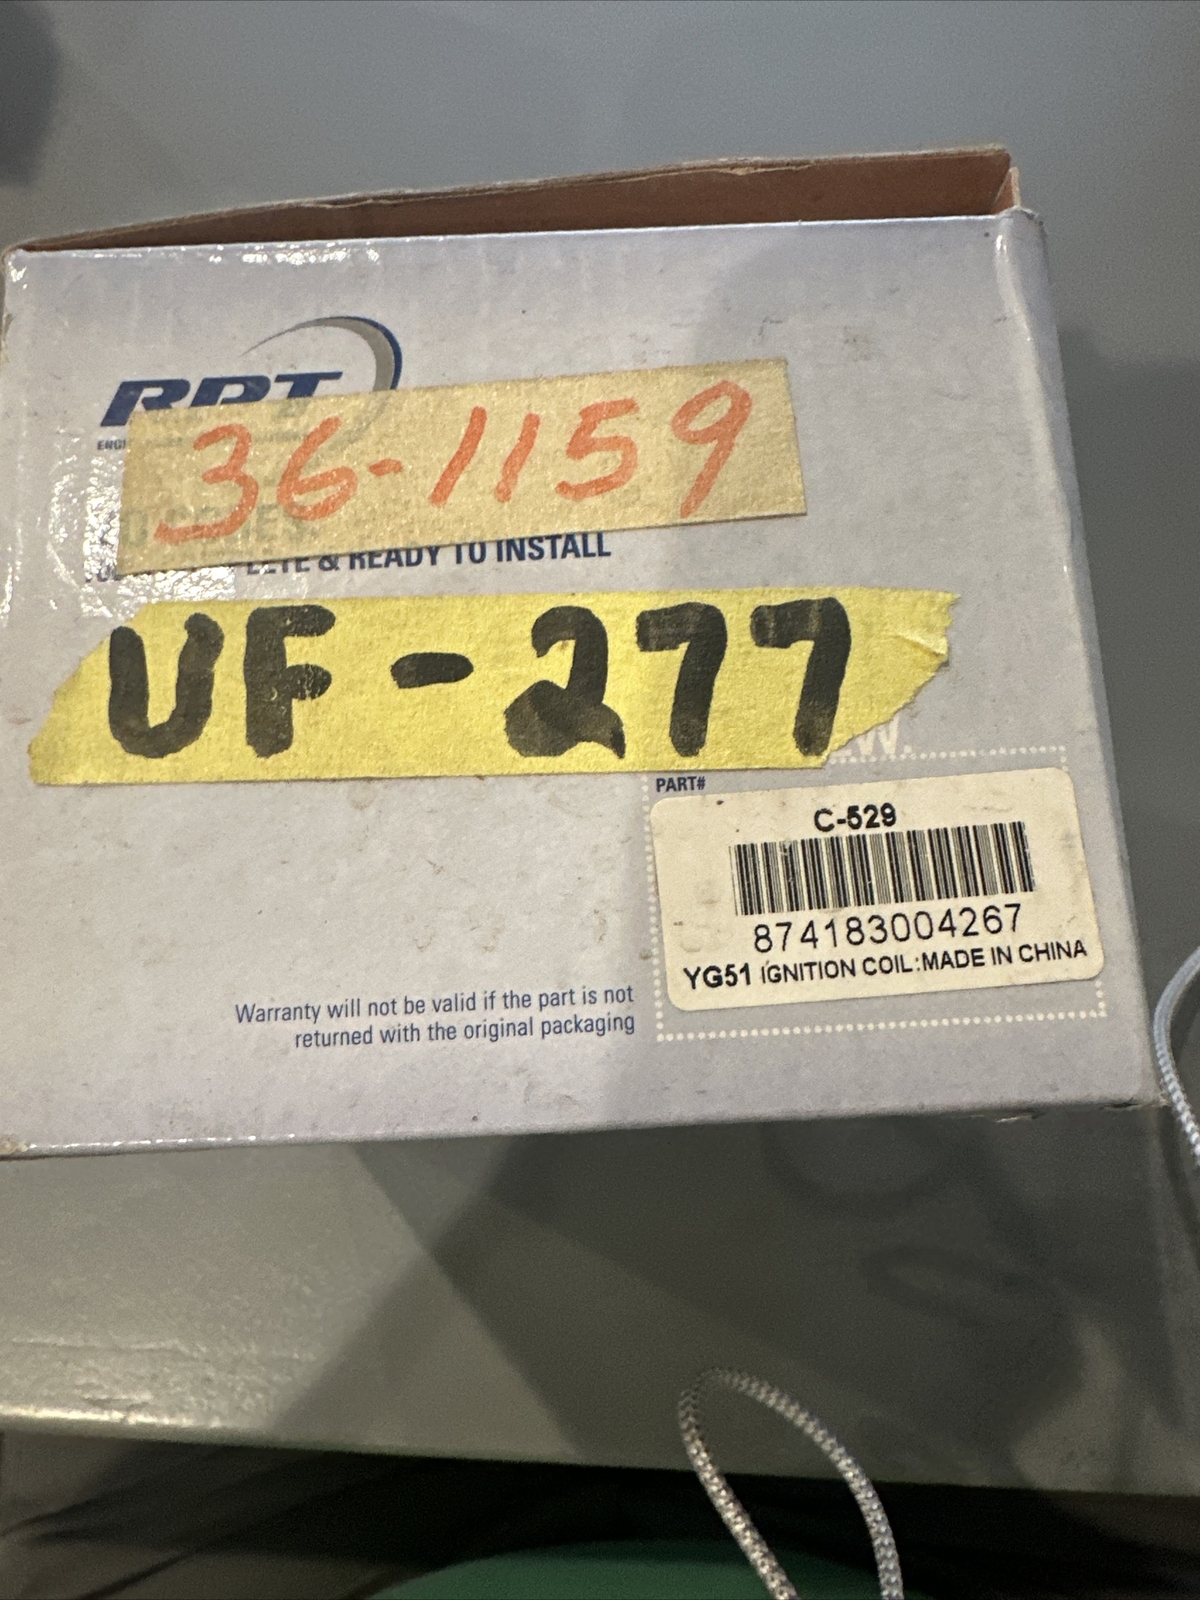 RPT
36-1159
& READY TO INSTALL
UF-277
PART#
C-529
874183004267
YG51 IGNITION COIL:MADE IN CHINA
Warranty will not be valid if the part is not
returned with the original packaging